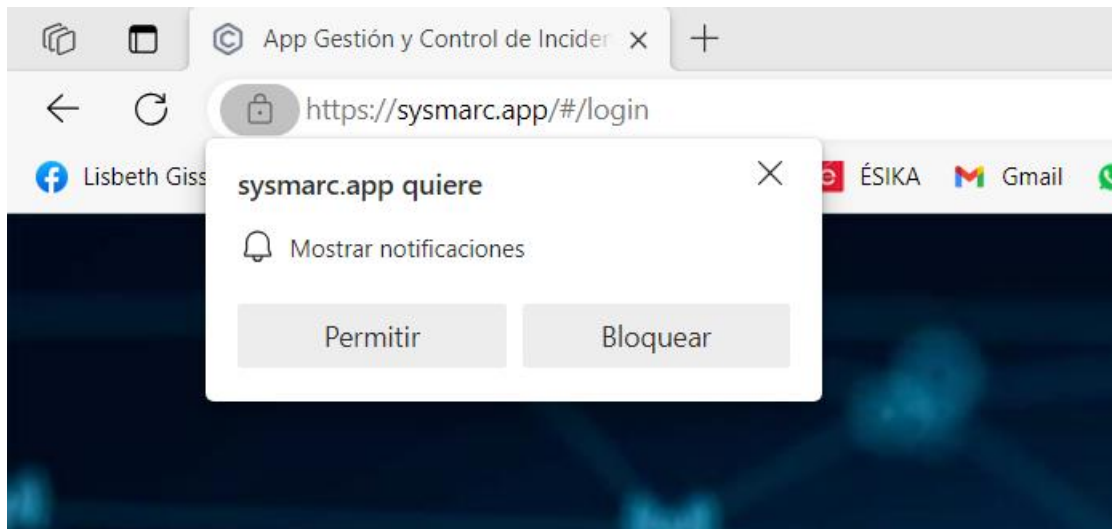 App Gestión y Control de Inciden
https://sysmarc.app/#/login
Lisbeth Giss
ÉSIKA
Gmail
sysmarc.app quiere
Mostrar notificaciones
Permitir
Bloquear